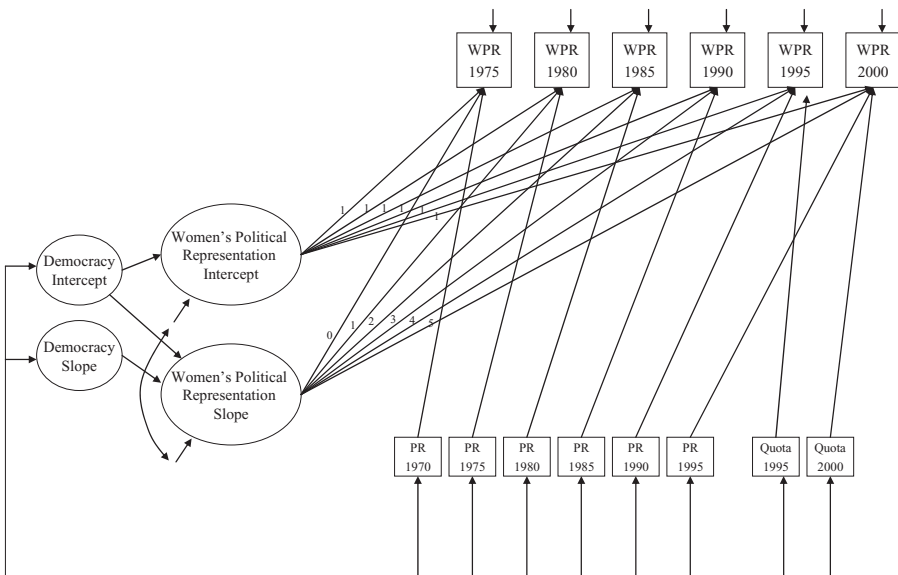 WPR
1975
WPR
1980
WPR
1985
WPR
1990
WPR
1995
WPR
2000
1
1
1
1
1
1
Women's Political
Representation
Intercept
Democracy
Intercept
Democracy
Slope
Women's Political
Representation
Slope
0
1
2
3
4
5
PR
1970
PR
1975
PR
1980
PR
1985
PR
1990
PR
1995
Quota
1995
Quota
2000